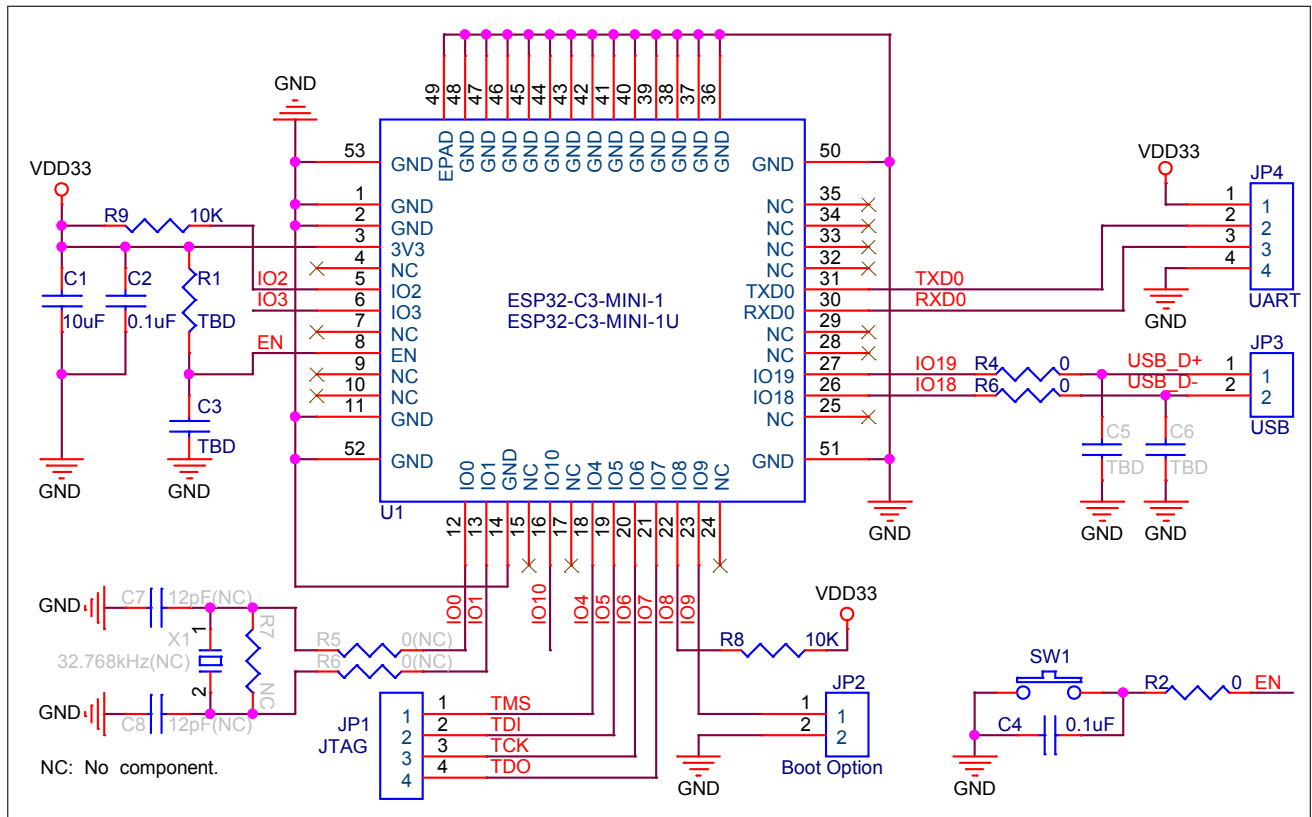 49 48 47 46 45 44 43 42 41 40 39 38 37 36
EPAD GND GND GND GND GND GND GND GND GND GND GND GND GND
GND
VDD33
R9 10K
C1
10uF
C2
0.1uF
R1
TBD
C3
TBD
GND
GND
IO2
IO3
EN
53 GND
1 GND
2 GND
3 3V3
4 NC
5 IO2
6 IO3
7 NC
8 EN
9 NC
10 NC
11 GND
52 GND
ESP32-C3-MINI-1
ESP32-C3-MINI-1U
U1
GND 50
NC 35
NC 34
NC 33
NC 32
TXD0 31
RXD0 30
NC 29
NC 28
IO19 27
IO18 26
NC 25
GND 51
GND
TXD0
RXD0
VDD33
JP4
1 1
2 2
3 3
4 4
UART
GND
IO19 R4 0 USB_D+
IO18 R6 0 USB_D-
JP3
1 1
2 2
USB
C5
TBD
C6
TBD
GND
GND
IO0 IO1 GND NC IO10 NC IO4 IO5 IO6 IO7 IO8 IO9 NC
12 13 14 15 16 17 18 19 20 21 22 23 24
IO0 IO1 IO10 IO4 IO5 IO6 IO7 IO8 IO9
GND C7 12pF(NC)
X1
1
32.768kHz(NC)
2
R7
NC
GND C8 12pF(NC)
R5 0(NC)
R6 0(NC)
NC: No component.
JP1
JTAG
1 1 TMS
2 2 TDI
3 3 TCK
4 4 TDO
R8 10K
VDD33
JP2
1 1
2 2
Boot Option
GND
SW1
R2 0 EN
C4 0.1uF
GND